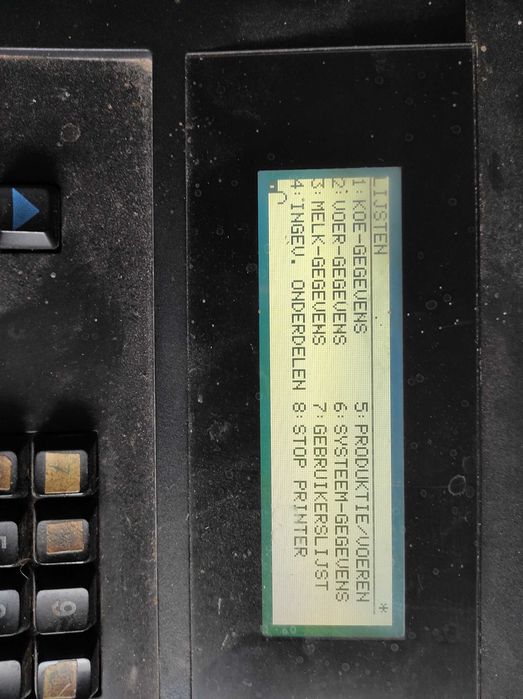 LIJSTEN *
1: KOE-GEGEVENS 5: PRODUKTIE/VOEREN
2: VOER-GEGEVENS 6: SYSTEEM-GEGEVENS
3: MELK-GEGEVENS 7: GEBRUIKERSLIJST
4: INGEV. ONDERDELEN 8: STOP PRINTER
?
9